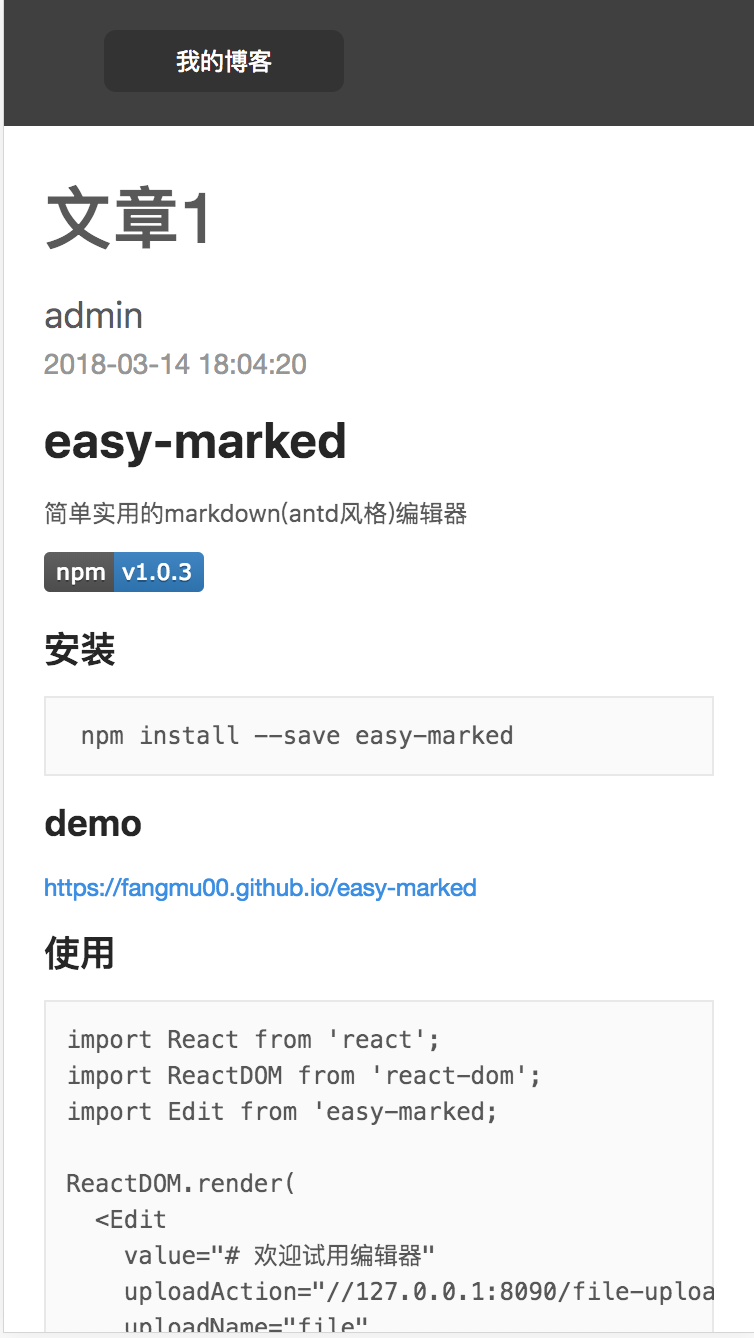 我的博客
文章1
admin
2018-03-14 18:04:20
easy-marked
简单实用的markdown(antd风格)编辑器
npm v1.0.3
安装
npm install --save easy-marked
demo
https://fangmu00.github.io/easy-marked
使用
import React from 'react';
import ReactDOM from 'react-dom';
import Edit from 'easy-marked;
ReactDOM.render(
<Edit
value="# 欢迎试用编辑器"
uploadAction="//127.0.0.1:8090/file-uploa
uploadName="file"